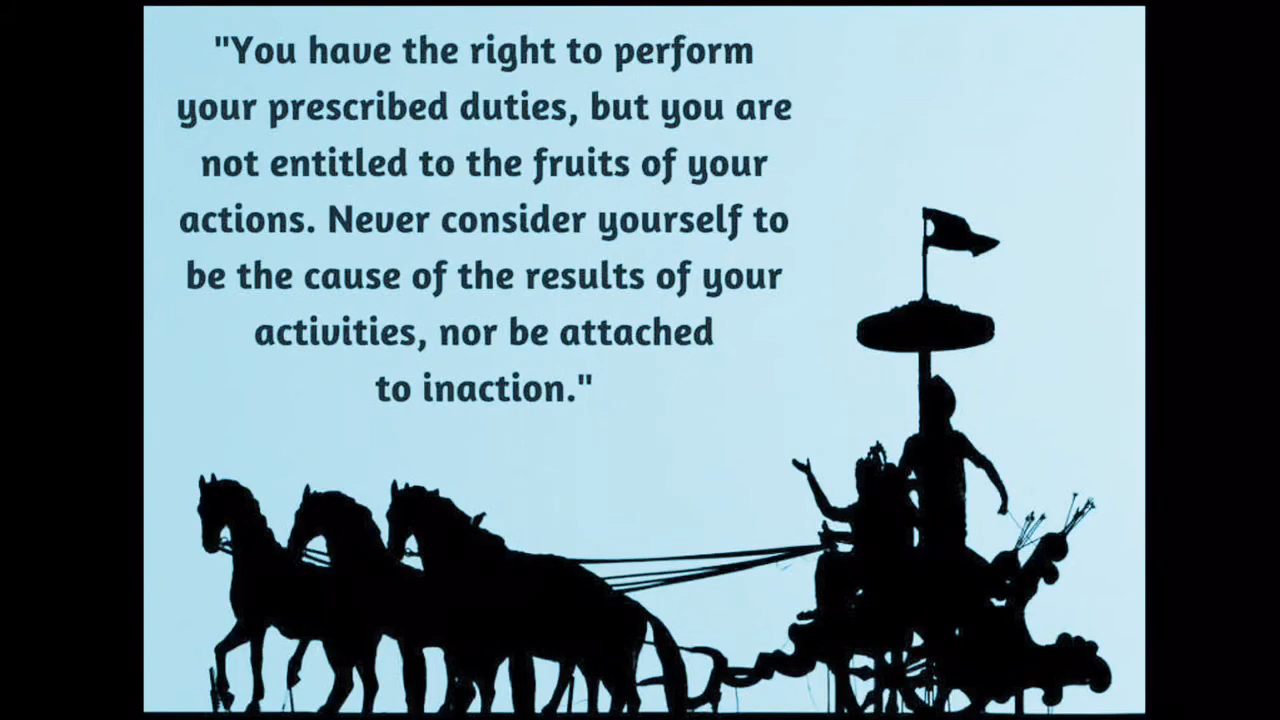 "You have the right to perform
your prescribed duties, but you are
not entitled to the fruits of your
actions. Never consider yourself to
be the cause of the results of your
activities, nor be attached
to inaction."